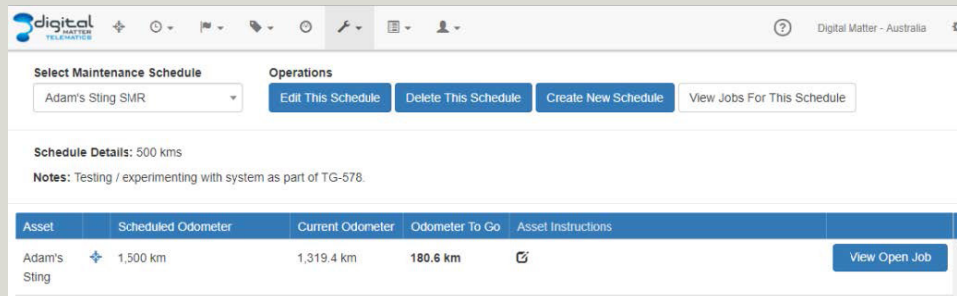 digital
MATTER
TELEMATICS
Digital Matter - Australia
Select Maintenance Schedule
Operations
Adam's Sting SMR
Edit This Schedule
Delete This Schedule
Create New Schedule
View Jobs For This Schedule
Schedule Details: 500 kms
Notes: Testing / experimenting with system as part of TG-578.
Asset Scheduled Odometer Current Odometer Odometer To Go Asset Instructions
Adam's Sting 1,500 km 1,319.4 km 180.6 km View Open Job